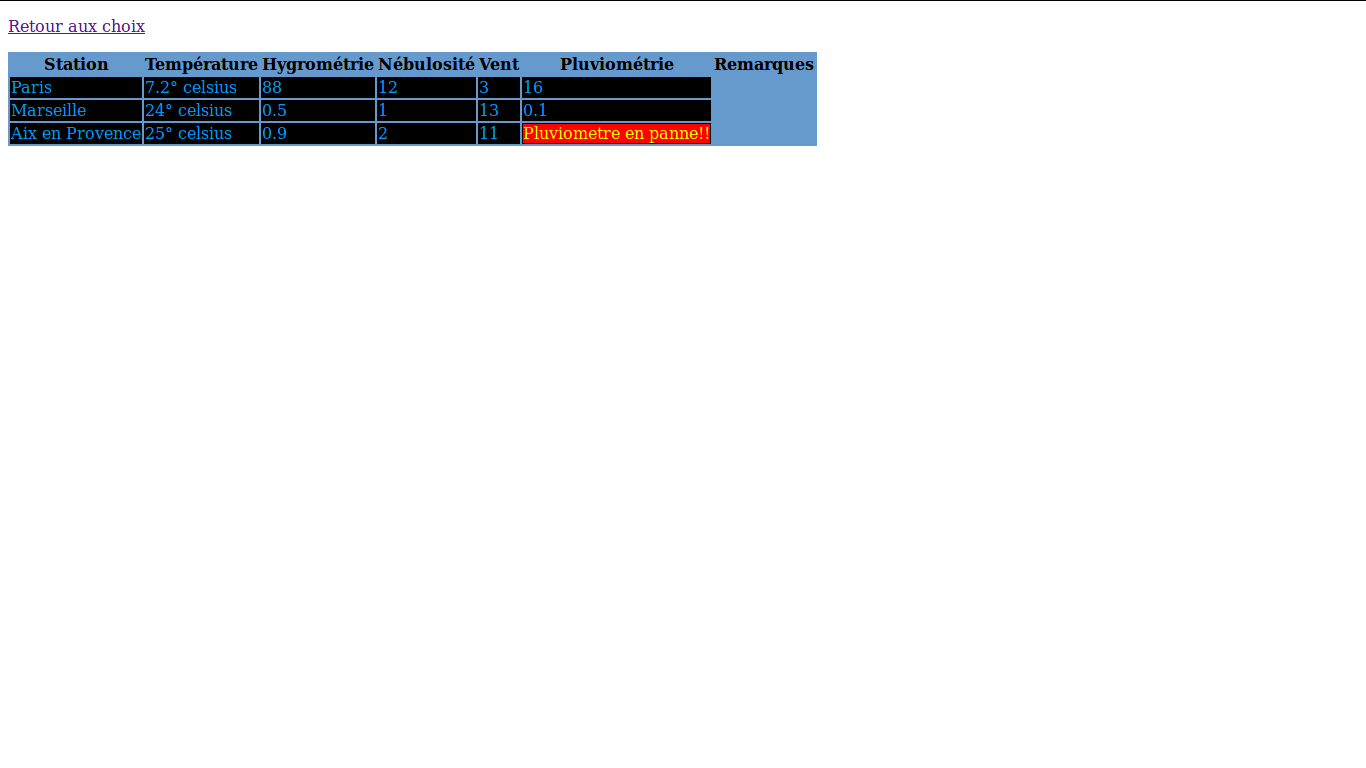 Retour aux choix
Station Température Hygrométrie Nébulosité Vent Pluviométrie Remarques
Paris 7.2° celsius 88 12 3 16
Marseille 24° celsius 0.5 1 13 0.1
Aix en Provence 25° celsius 0.9 2 11 Pluviometre en panne!!